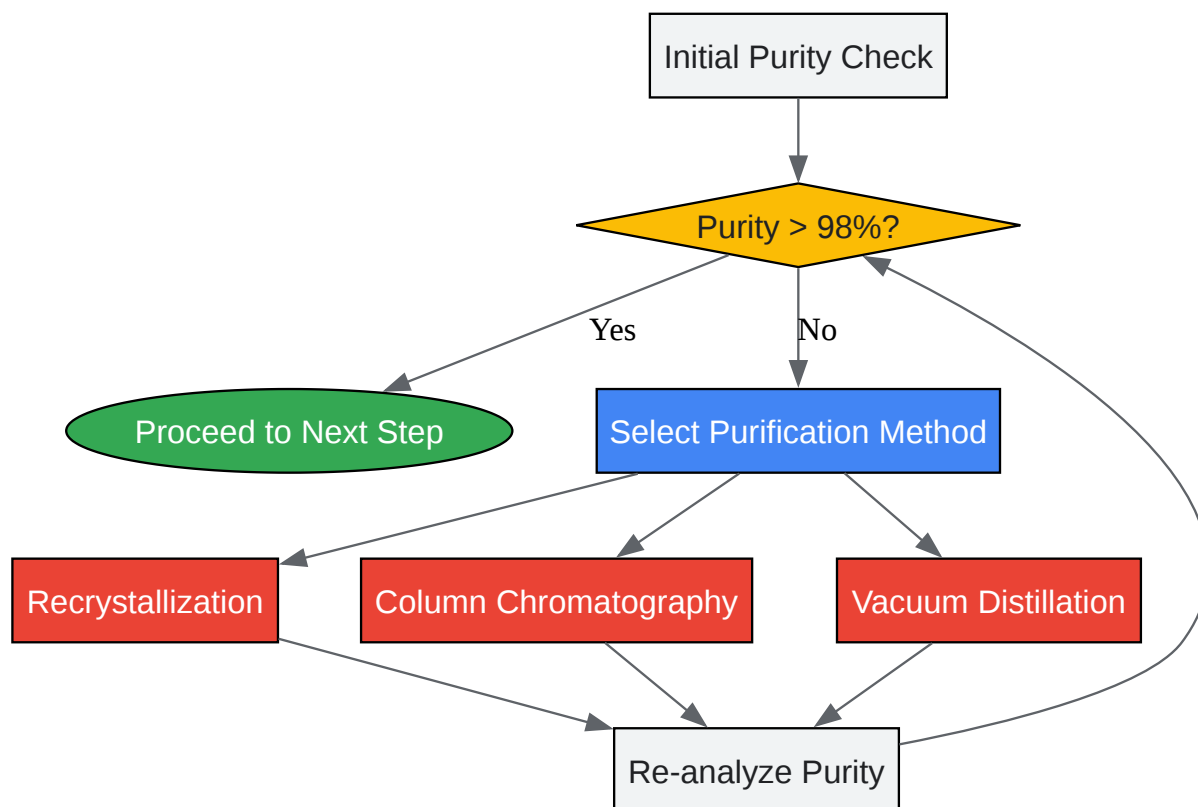 Initial Purity Check
Purity > 98%?
Yes
No
Proceed to Next Step
Select Purification Method
Recrystallization
Column Chromatography
Vacuum Distillation
Re-analyze Purity